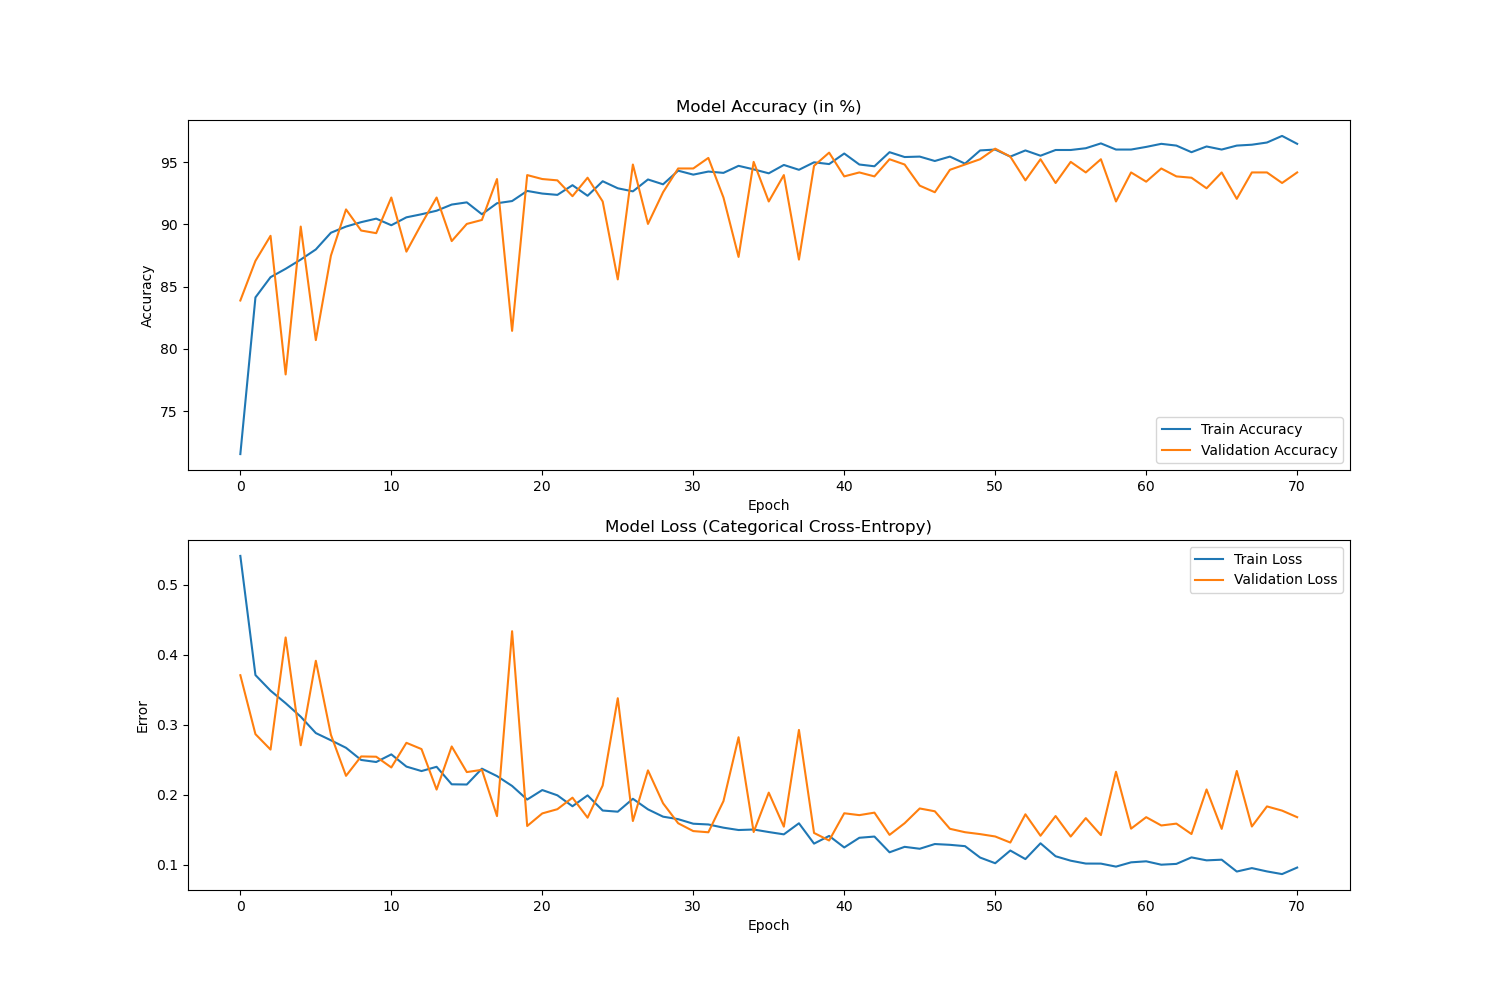 Model Accuracy (in %)
Accuracy
95
90
85
80
75
Train Accuracy
Validation Accuracy
0 10 20 30 40 50 60 70
Epoch
Model Loss (Categorical Cross-Entropy)
Error
0.5
0.4
0.3
0.2
0.1
Train Loss
Validation Loss
0 10 20 30 40 50 60 70
Epoch